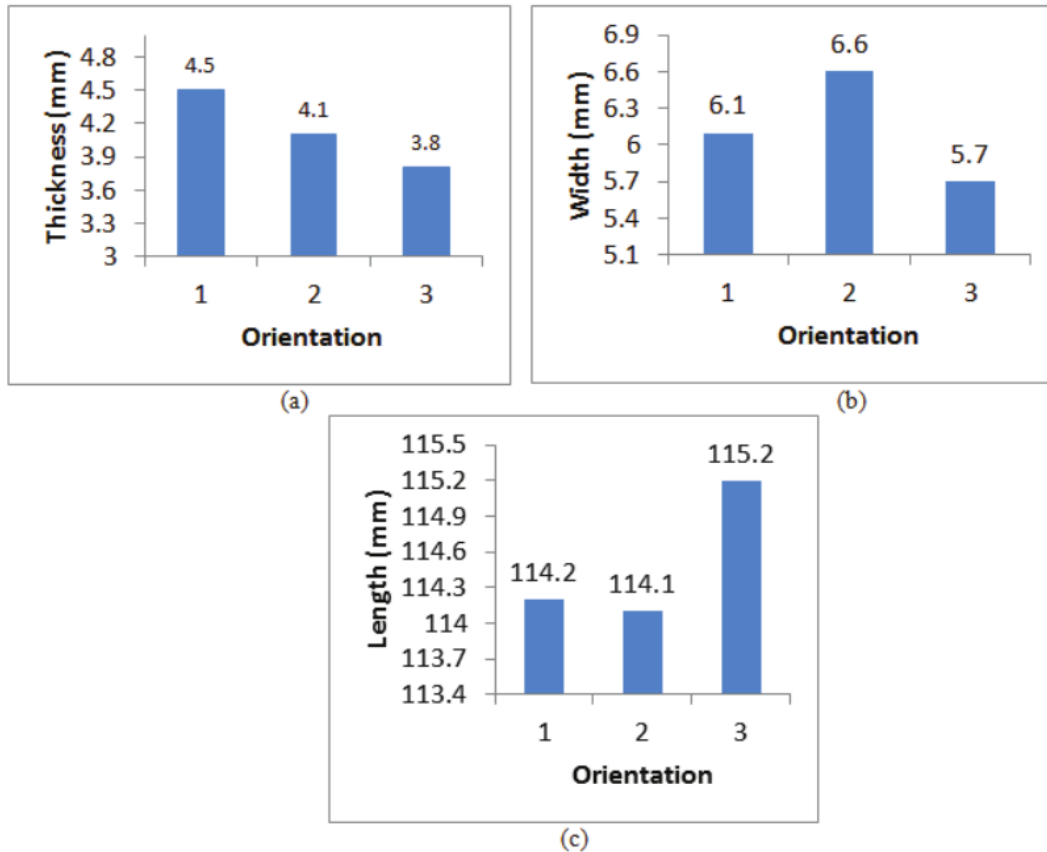 Thickness (mm)
4.8
4.5
4.2
3.9
3.6
3.3
3
4.5
4.1
3.8
1 2 3
Orientation
(a)
Width (mm)
6.9
6.6
6.3
6
5.7
5.4
5.1
6.1
6.6
5.7
1 2 3
Orientation
(b)
Length (mm)
115.5
115.2
114.9
114.6
114.3
114
113.7
113.4
114.2
114.1
115.2
1 2 3
Orientation
(c)